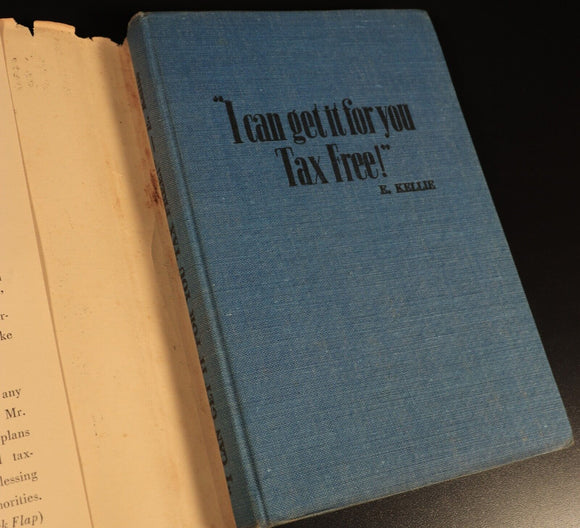 "I can get it for you
Tax Free!"
E. KELLIE
any
Mr.
plans
tax-
lessing
orities.
k Flap)